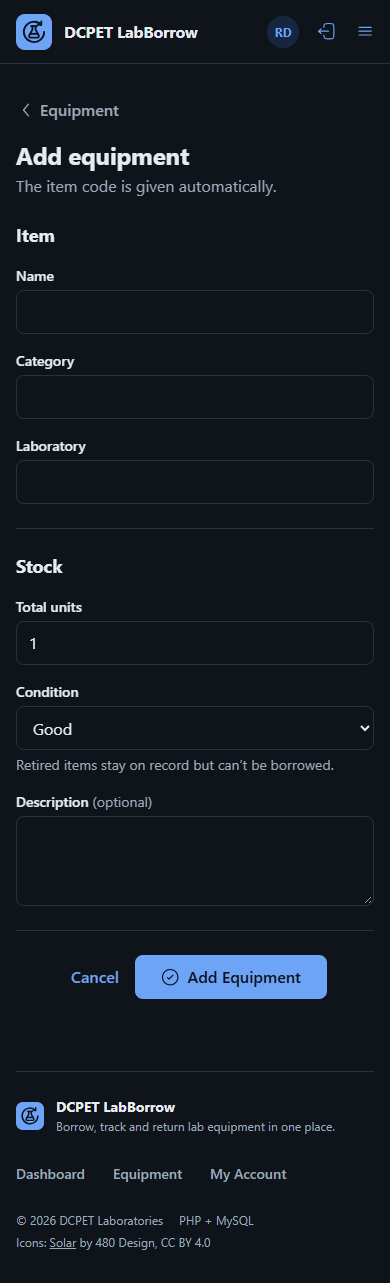 DCPET LabBorrow
RD
Equipment
Add equipment
The item code is given automatically.
Item
Name
Category
Laboratory
Stock
Total units
1
Condition
Good
Retired items stay on record but can't be borrowed.
Description (optional)
Cancel
Add Equipment
DCPET LabBorrow
Borrow, track and return lab equipment in one place.
Dashboard Equipment My Account
© 2026 DCPET Laboratories PHP + MySQL
Icons: Solar by 480 Design, CC BY 4.0